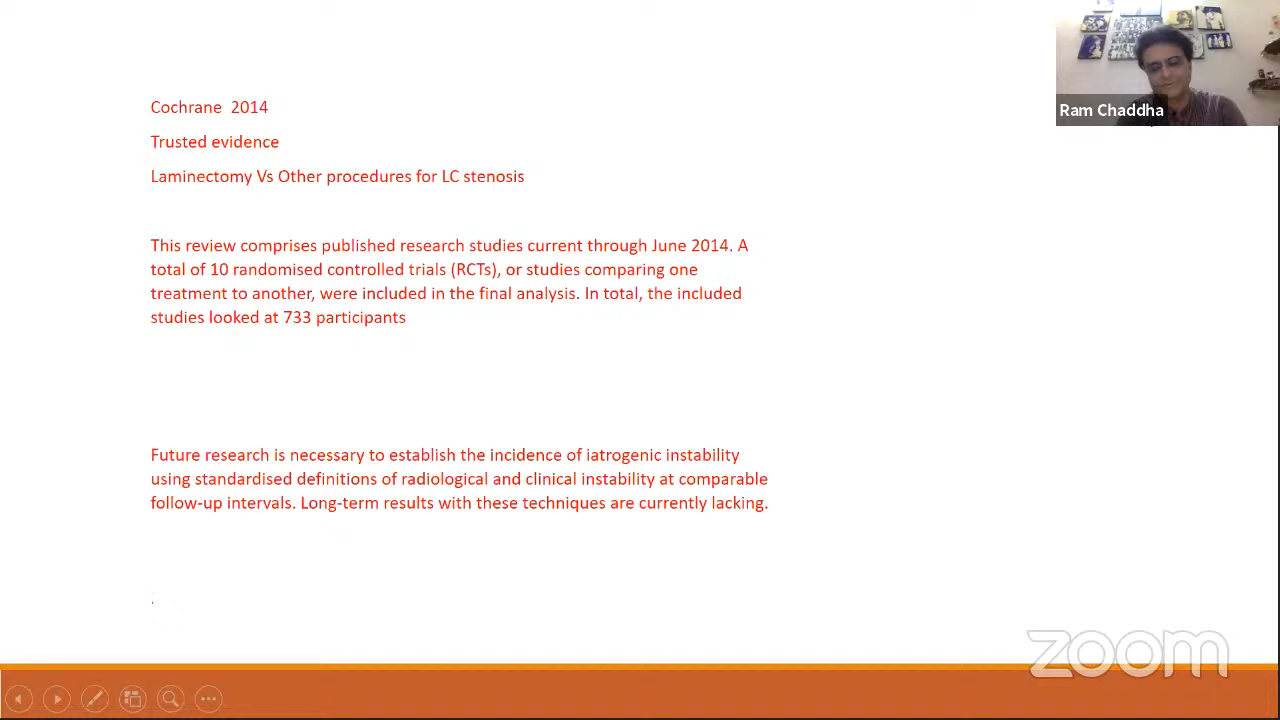 Ram Chaddha
Cochrane 2014
Trusted evidence
Laminectomy Vs Other procedures for LC stenosis
This review comprises published research studies current through June 2014. A
total of 10 randomised controlled trials (RCTs), or studies comparing one
treatment to another, were included in the final analysis. In total, the included
studies looked at 733 participants
Future research is necessary to establish the incidence of iatrogenic instability
using standardised definitions of radiological and clinical instability at comparable
follow-up intervals. Long-term results with these techniques are currently lacking.
.
zoom